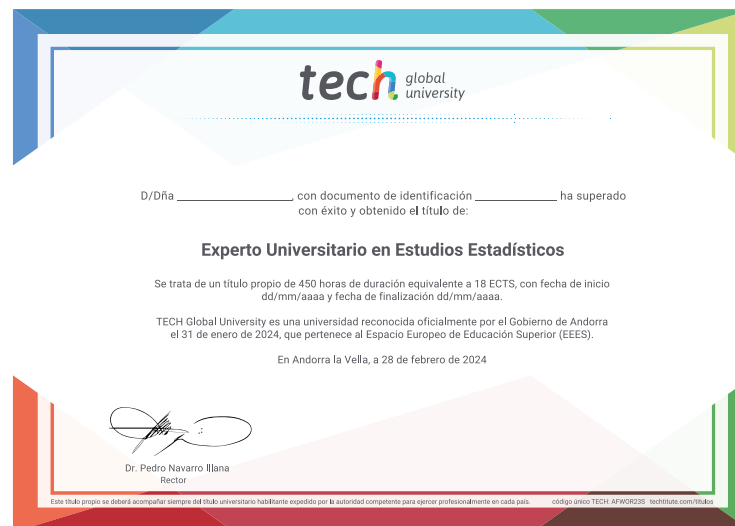 tech global
university
D/Dña ____________, con documento de identificación ____________ ha superado
con éxito y obtenido el título de:
Experto Universitario en Estudios Estadísticos
Se trata de un título propio de 450 horas de duración equivalente a 18 ECTS, con fecha de inicio
dd/mm/aaaa y fecha de finalización dd/mm/aaaa.
TECH Global University es una universidad reconocida oficialmente por el Gobierno de Andorra
el 31 de enero de 2024, que pertenece al Espacio Europeo de Educación Superior (EEES).
En Andorra la Vella, a 28 de febrero de 2024
Dr. Pedro Navarro Illana
Rector
Este título propio se deberá acompañar siempre del título universitario habilitante expedido por la autoridad competente para ejercer profesionalmente en cada país. código único TECH: AFWOR23S techtitute.com/titulos